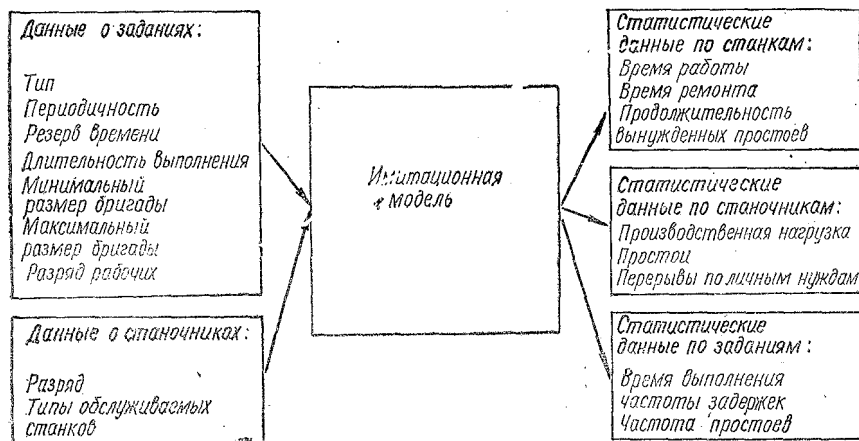 Данные о заданиях:
Тип
Периодичность
Резерв времени
Длительность выполнения
Минимальный
размер бригады
Максимальный
размер бригады
Разряд рабочих
Данные о станочниках:
Разряд
Типы обслуживаемых
станков
Имитационная
модель
Статистические
данные по станкам:
Время работы
Время ремонта
Продолжительность
вынужденных простоев
Статистические
данные по станочникам:
Производственная нагрузка
Простои
Перерывы по личным нуждам
Статистические
данные по заданиям:
Время выполнения
частоты задержек
Частота простоев